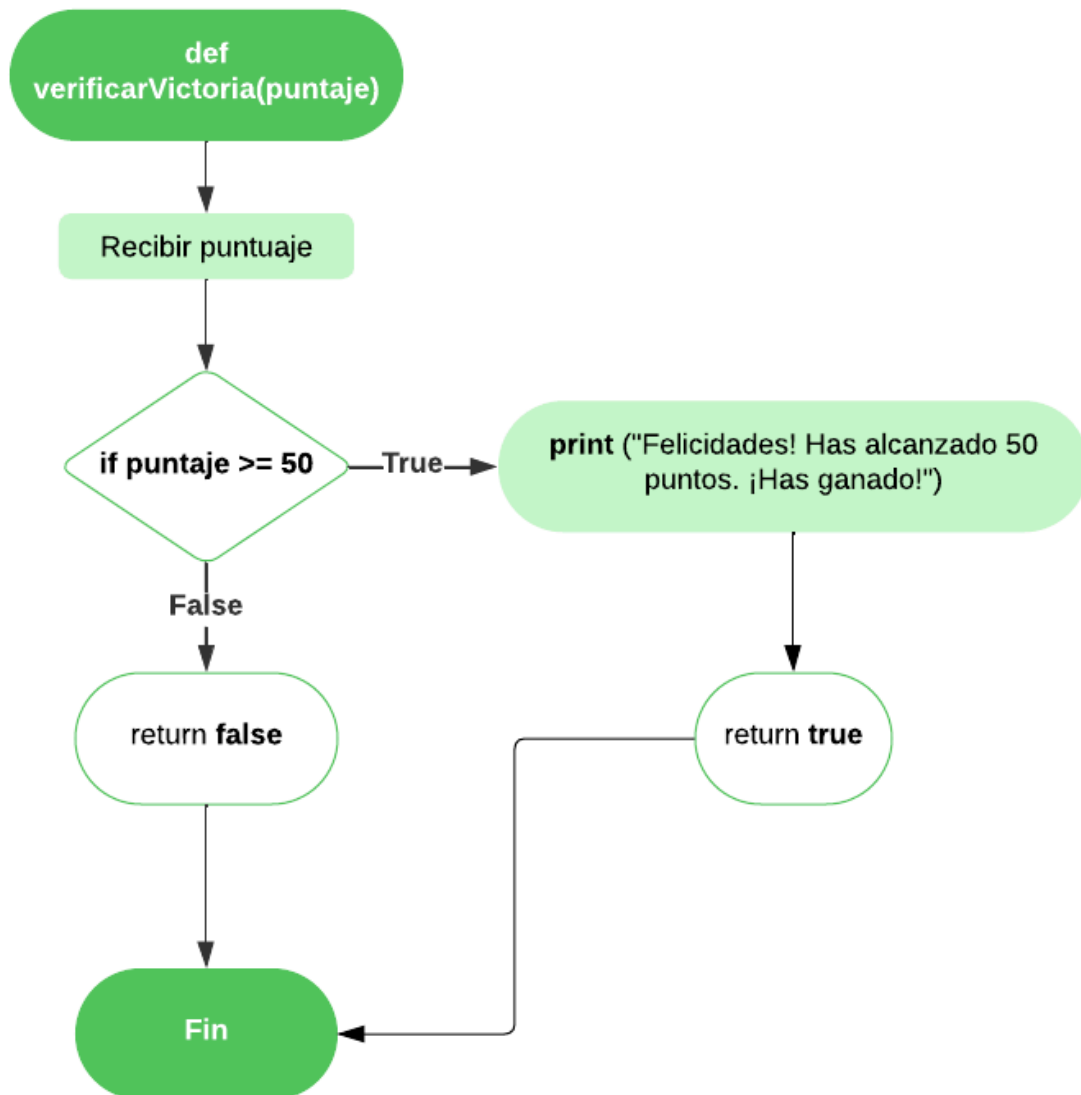 def
verificarVictoria(puntaje)
Recibir puntuaje
if puntaje >= 50
True
print ("Felicidades! Has alcanzado 50
puntos. ¡Has ganado!")
False
return false
return true
Fin